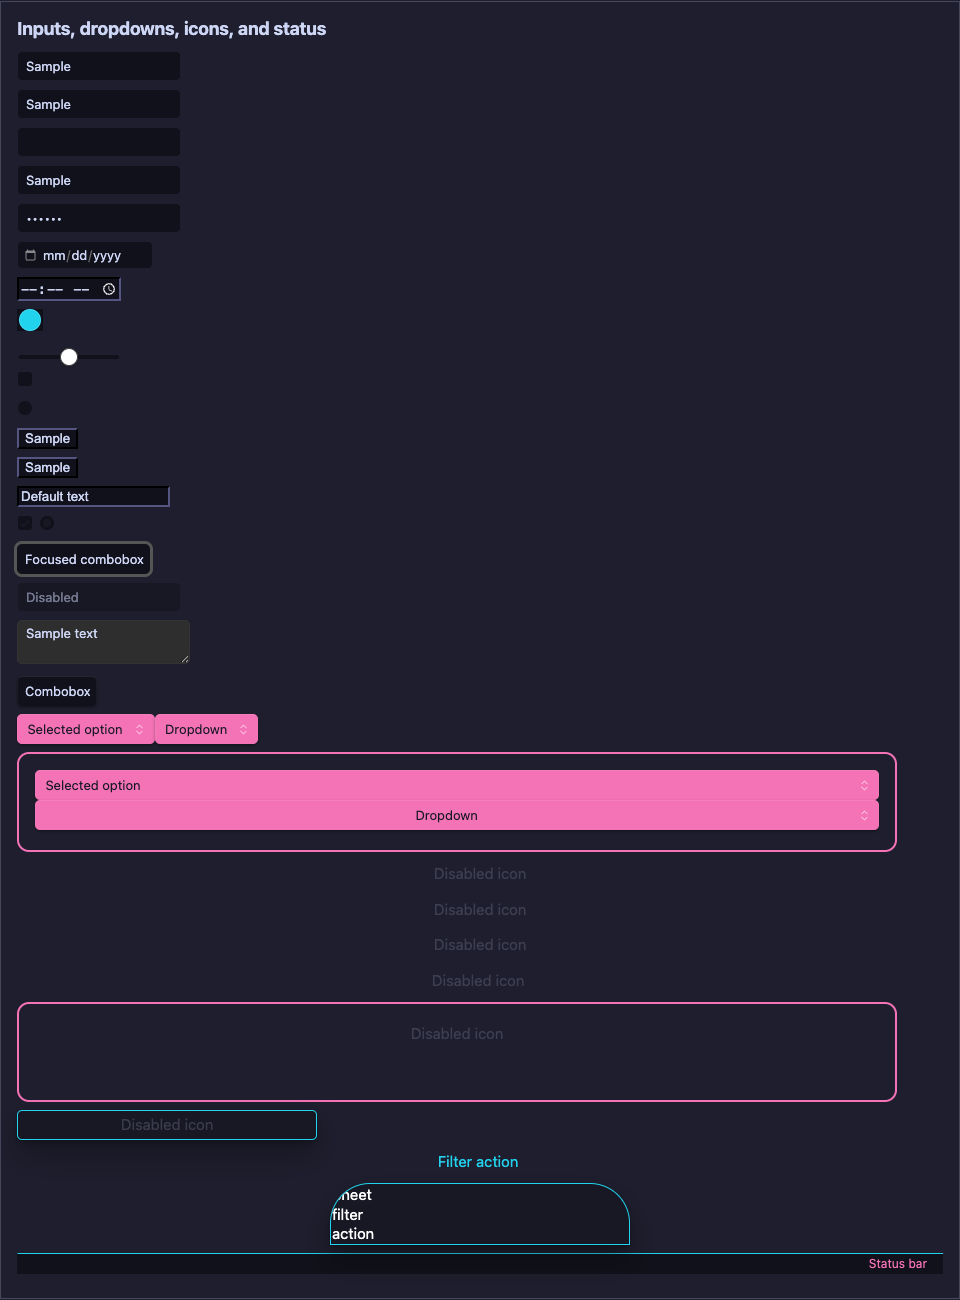 Inputs, dropdowns, icons, and status
Sample
Sample
Sample
••••••
mm/dd/yyyy
--:-- --
Sample
Sample
Default text
Focused combobox
Disabled
Sample text
Combobox
Selected option Dropdown
Selected option
Dropdown
Disabled icon
Disabled icon
Disabled icon
Disabled icon
Disabled icon
Disabled icon
Filter action
filter
action
Status bar